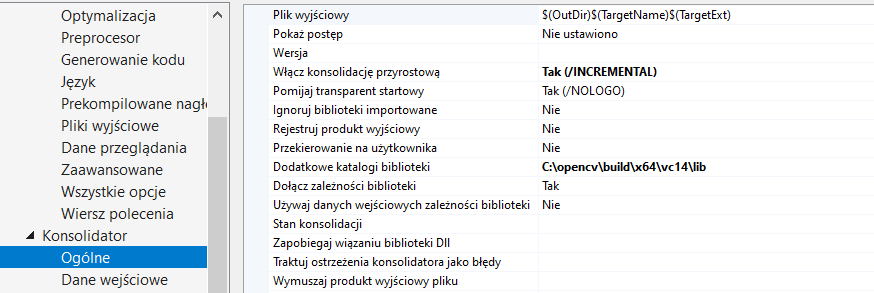 Optymalizacja
Preprocesor
Generowanie kodu
Język
Prekompilowane nagłc
Pliki wyjściowe
Dane przeglądania
Zaawansowane
Wszystkie opcje
Wiersz polecenia
Konsolidator
Ogólne
Dane wejściowe
Plik wyjściowy $(OutDir)$(TargetName)$(TargetExt)
Pokaż postęp Nie ustawiono
Wersja
Włącz konsolidację przyrostową Tak (/INCREMENTAL)
Pomijaj transparent startowy Tak (/NOLOGO)
Ignoruj biblioteki importowane Nie
Rejestruj produkt wyjściowy Nie
Przekierowanie na użytkownika Nie
Dodatkowe katalogi biblioteki C:\opencv\build\x64\vc14\lib
Dołącz zależności biblioteki Tak
Używaj danych wejściowych zależności biblioteki Nie
Stan konsolidacji
Zapobiegaj wiązaniu biblioteki Dll
Traktuj ostrzeżenia konsolidatora jako błędy
Wymuszaj produkt wyjściowy pliku